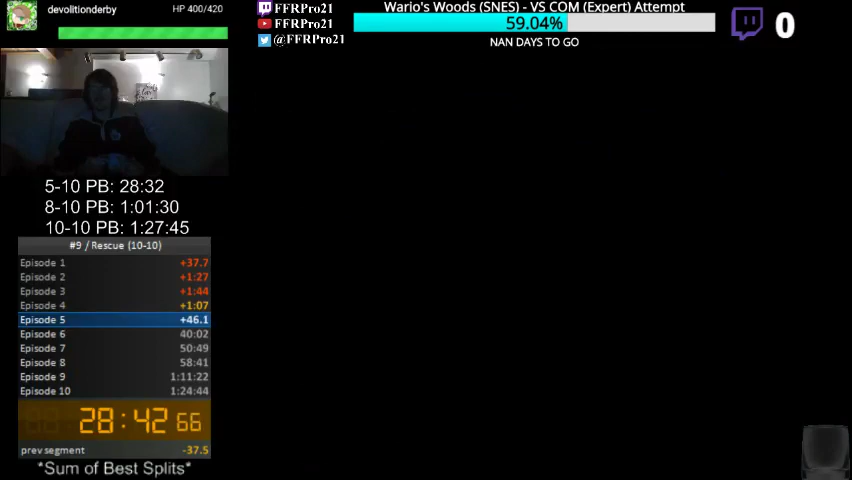 devolitionderby HP 400/420
FFRPro21
FFRPro21
@FFRPro21
Wario's Woods (SNES) - VS COM (Expert) Attempt
59.04%
NAN DAYS TO GO
0
5-10 PB: 28:32
8-10 PB: 1:01:30
10-10 PB: 1:27:45
#9 / Rescue (10-10)
Episode 1 +37.7
Episode 2 +1:27
Episode 3 +1:44
Episode 4 +1:07
Episode 5 +46.1
Episode 6 40:02
Episode 7 50:49
Episode 8 58:41
Episode 9 1:11:22
Episode 10 1:24:44
28:42 66
prev segment -37.5
*Sum of Best Splits*